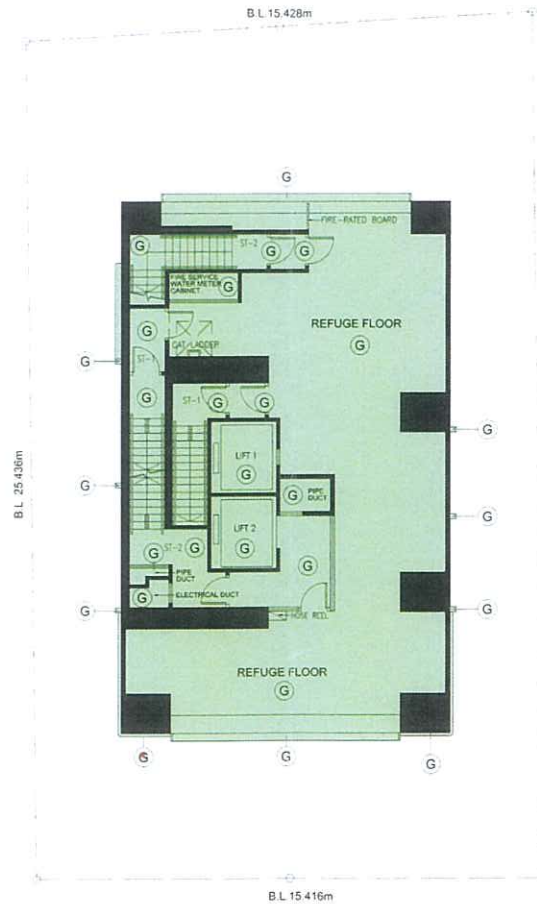 B.L 15.428m
G
FIRE-RATED BOARD
G
ST-2
G
G
FIRE SERVICE
WATER METER
CABINET
G
G
REFUGE FLOOR
G
CAT LADDER
G
ST-1
G
ST-1
G
G
G
LIFT 1
G
G
B.L 25.436m
G
G
PIPE
DUCT
G
LIFT 2
G
ST-2
G
G
G
PIPE
DUCT
G
ELECTRICAL DUCT
G
G
HOSE REEL
REFUGE FLOOR
G
G
G
G
B.L 15.416m